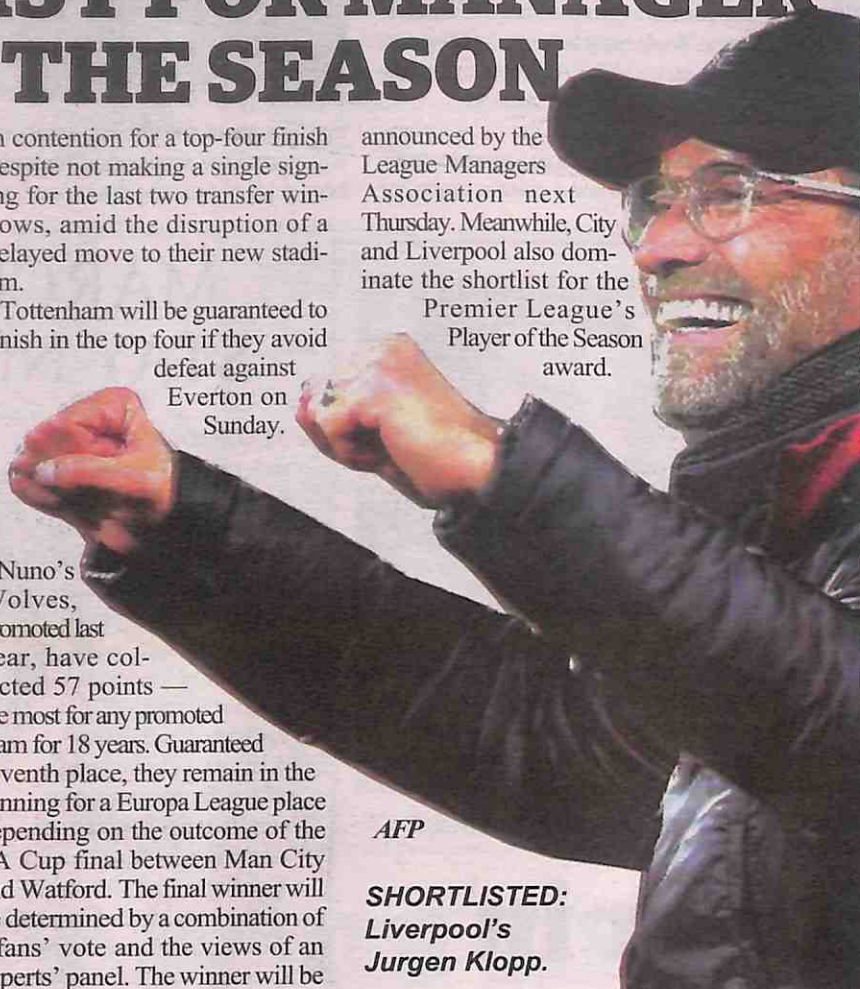 FOR MANAGER
THE SEASON
n contention for a top-four finish
espite not making a single sign-
ng for the last two transfer win-
ows, amid the disruption of a
elayed move to their new stadi-
m.
Tottenham will be guaranteed to
nish in the top four if they avoid
defeat against
Everton on
Sunday.
Nuno's
Volves,
omoted last
ear, have col-
cted 57 points —
e most for any promoted
am for 18 years. Guaranteed
venth place, they remain in the
nning for a Europa League place
epending on the outcome of the
A Cup final between Man City
d Watford. The final winner will
determined by a combination of
fans' vote and the views of an
perts' panel. The winner will be
announced by the
League Managers
Association next
Thursday. Meanwhile, City
and Liverpool also dom-
inate the shortlist for the
Premier League's
Player of the Season
award.
AFP
SHORTLISTED:
Liverpool's
Jurgen Klopp.